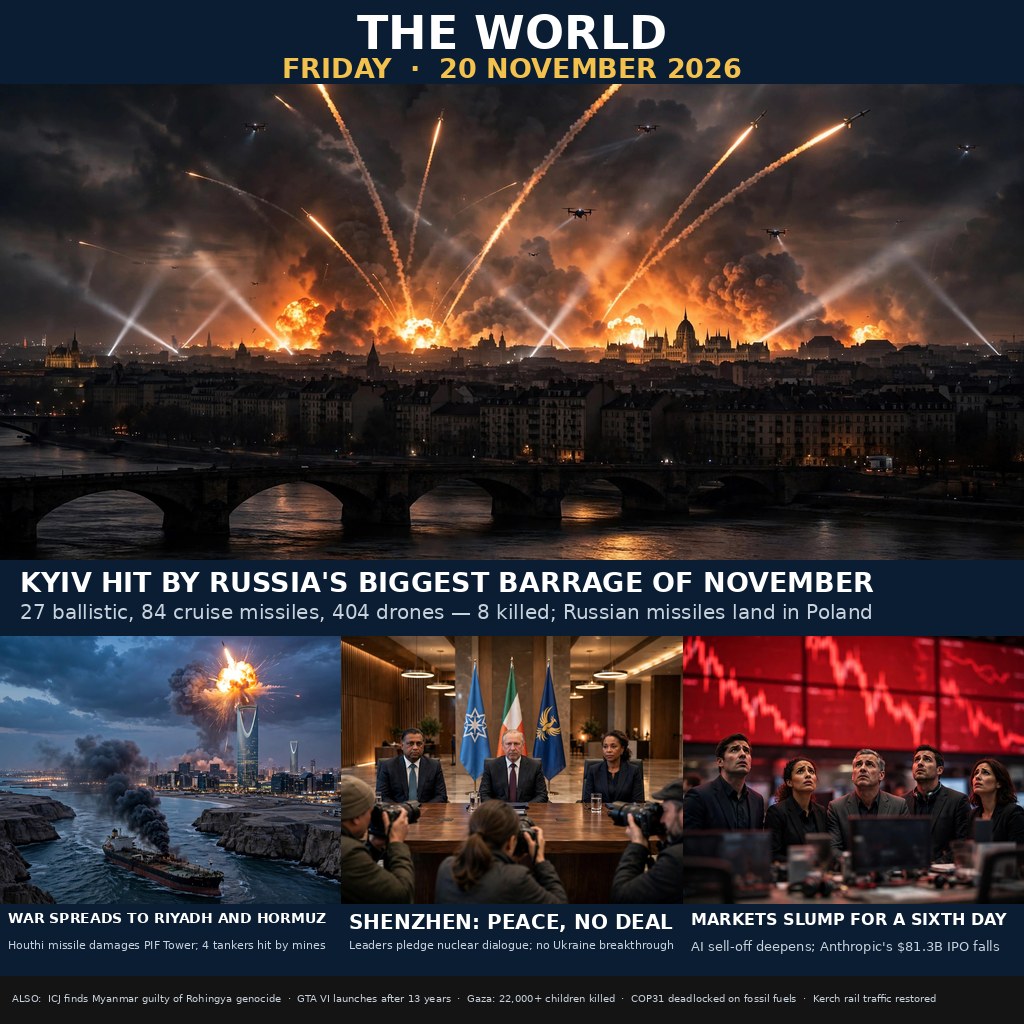 THE WORLD
FRIDAY · 20 NOVEMBER 2026
KYIV HIT BY RUSSIA'S BIGGEST BARRAGE OF NOVEMBER
27 ballistic, 84 cruise missiles, 404 drones — 8 killed; Russian missiles land in Poland
WAR SPREADS TO RIYADH AND HORMUZ
Houthi missile damages PIF Tower; 4 tankers hit by mines
SHENZHEN: PEACE, NO DEAL
Leaders pledge nuclear dialogue; no Ukraine breakthrough
MARKETS SLUMP FOR A SIXTH DAY
AI sell-off deepens; Anthropic's $81.3B IPO falls
ALSO: ICJ finds Myanmar guilty of Rohingya genocide · GTA VI launches after 13 years · Gaza: 22,000+ children killed · COP31 deadlocked on fossil fuels · Kerch rail traffic restored